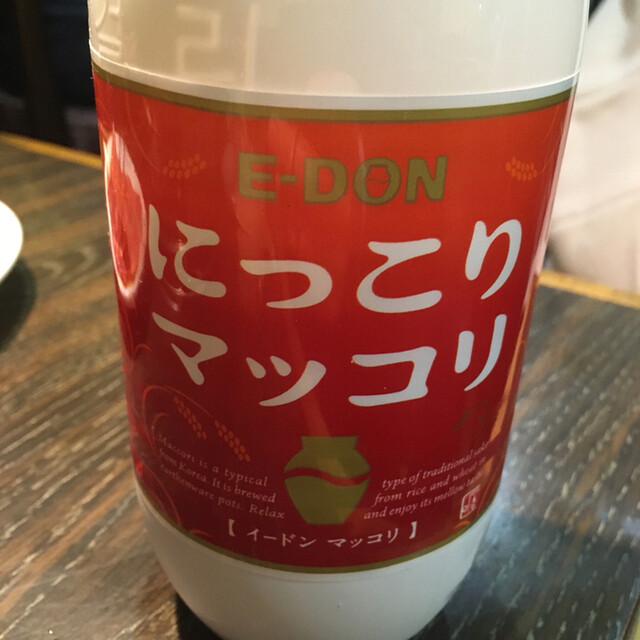 E-DON
にっこり
マッコリ
Maccori is a typical type of traditional sake
from Korea. It is brewed from rice and wheat in
earthenware pots. Relax and enjoy its mellow taste
【 イードン マッコリ 】